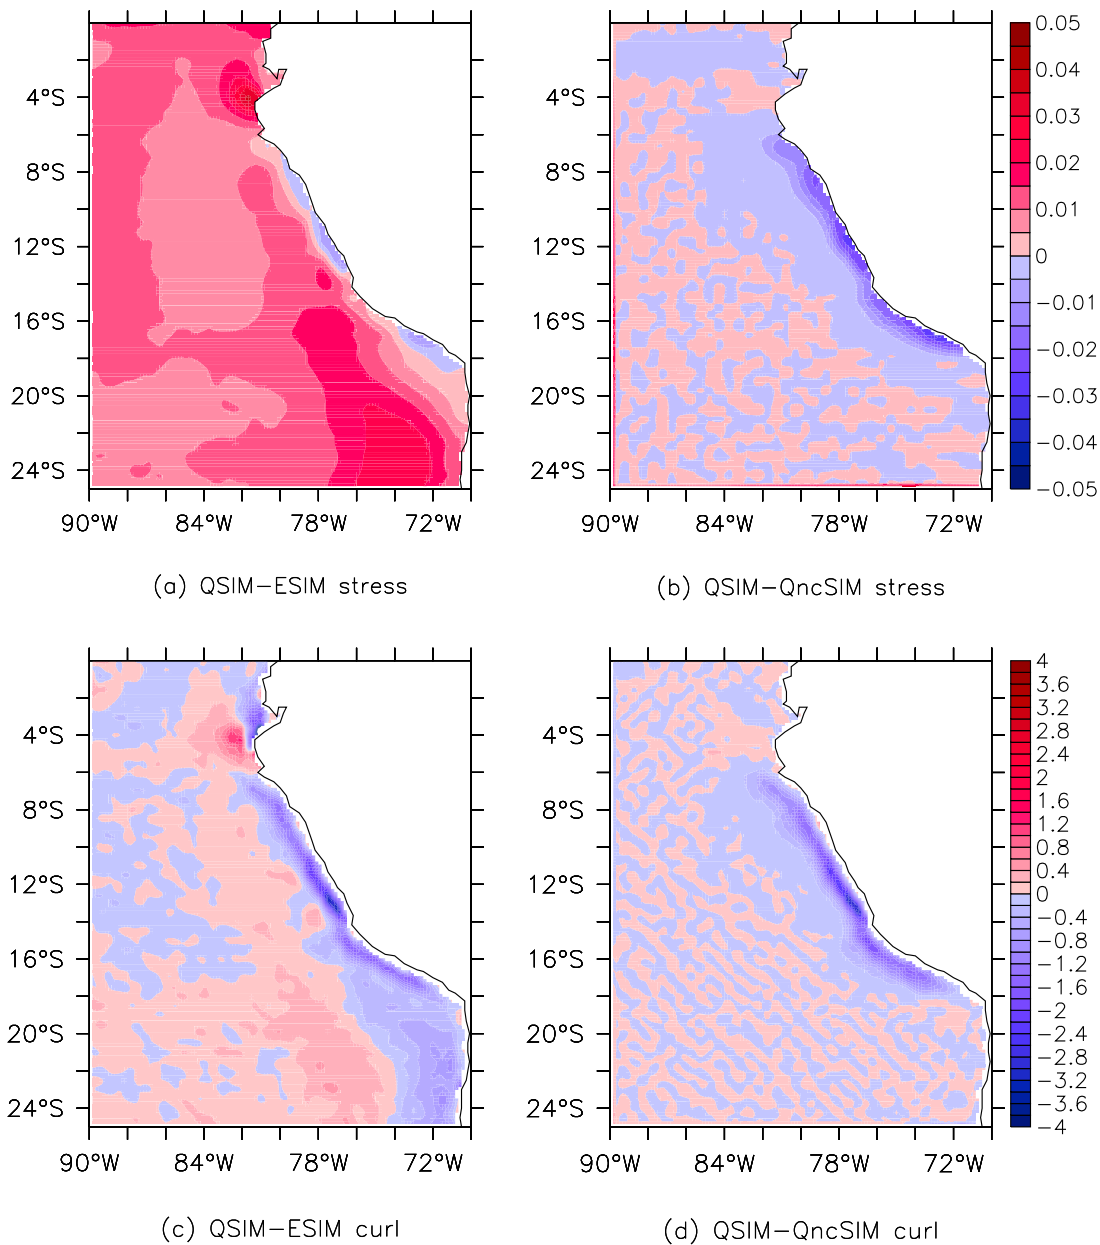 0.05
0.04
0.03
0.02
0.01
0
−0.01
−0.02
−0.03
−0.04
−0.05
4°S
8°S
12°S
16°S
20°S
24°S
4°S
8°S
12°S
16°S
20°S
24°S
90°W 84°W 78°W 72°W
90°W 84°W 78°W 72°W
(a) QSIM−ESIM stress
(b) QSIM−QncSIM stress
4
3.6
3.2
2.8
2.4
2
1.6
1.2
0.8
0.4
0
−0.4
−0.8
−1.2
−1.6
−2
−2.4
−2.8
−3.2
−3.6
−4
4°S
8°S
12°S
16°S
20°S
24°S
4°S
8°S
12°S
16°S
20°S
24°S
90°W 84°W 78°W 72°W
90°W 84°W 78°W 72°W
(c) QSIM−ESIM curl
(d) QSIM−QncSIM curl